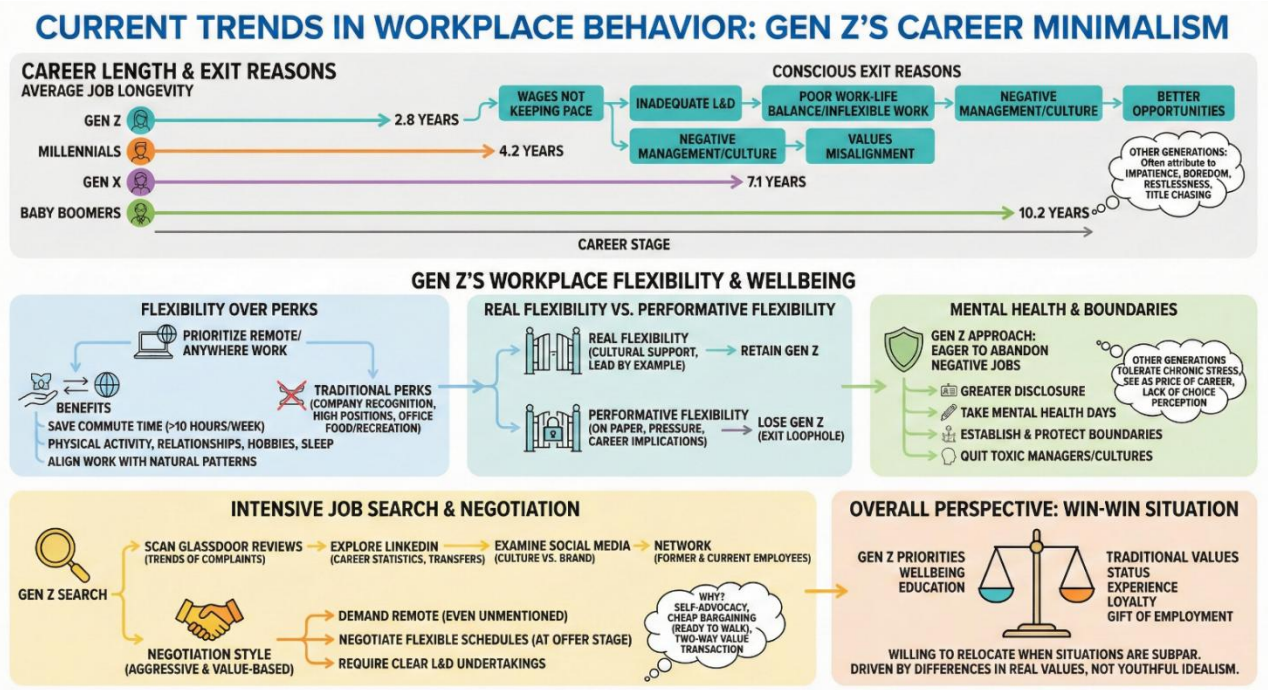 CURRENT TRENDS IN WORKPLACE BEHAVIOR: GEN Z'S CAREER MINIMALISM
CAREER LENGTH & EXIT REASONS
AVERAGE JOB LONGEVITY
GEN Z
2.8 YEARS
MILLENNIALS
4.2 YEARS
GEN X
7.1 YEARS
BABY BOOMERS
10.2 YEARS
CAREER STAGE
CONSCIOUS EXIT REASONS
WAGES NOT
KEEPING PACE
INADEQUATE L&D
POOR WORK-LIFE
BALANCE/INFLEXIBLE WORK
NEGATIVE
MANAGEMENT/CULTURE
BETTER
OPPORTUNITIES
NEGATIVE
MANAGEMENT/CULTURE
VALUES
MISALIGNMENT
OTHER GENERATIONS:
Often attribute to
IMPATIENCE, BOREDOM,
RESTLESSNESS,
TITLE CHASING
GEN Z'S WORKPLACE FLEXIBILITY & WELLBEING
FLEXIBILITY OVER PERKS
PRIORITIZE REMOTE/
ANYWHERE WORK
BENEFITS
SAVE COMMUTE TIME (>10 HOURS/WEEK)
PHYSICAL ACTIVITY, RELATIONSHIPS, HOBBIES, SLEEP
ALIGN WORK WITH NATURAL PATTERNS
TRADITIONAL PERKS
(COMPANY RECOGNITION,
HIGH POSITIONS, OFFICE
FOOD/RECREATION)
REAL FLEXIBILITY VS. PERFORMATIVE FLEXIBILITY
REAL FLEXIBILITY
(CULTURAL SUPPORT,
LEAD BY EXAMPLE)
RETAIN GEN Z
PERFORMATIVE FLEXIBILITY
(ON PAPER, PRESSURE,
CAREER IMPLICATIONS)
LOSE GEN Z
(EXIT LOOPHOLE)
MENTAL HEALTH & BOUNDARIES
GEN Z APPROACH:
EAGER TO ABANDON
NEGATIVE JOBS
GREATER DISCLOSURE
TAKE MENTAL HEALTH DAYS
ESTABLISH & PROTECT BOUNDARIES
QUIT TOXIC MANAGERS/CULTURES
OTHER GENERATIONS
TOLERATE CHRONIC STRESS,
SEE AS PRICE OF CAREER,
LACK OF CHOICE
PERCEPTION
INTENSIVE JOB SEARCH & NEGOTIATION
GEN Z SEARCH
SCAN GLASSDOOR REVIEWS
(TRENDS OF COMPLAINTS)
EXPLORE LINKEDIN
(CAREER STATISTICS, TRANSFERS)
EXAMINE SOCIAL MEDIA
(CULTURE VS. BRAND)
NETWORK
(FORMER & CURRENT EMPLOYEES)
NEGOTIATION STYLE
(AGGRESSIVE & VALUE-BASED)
DEMAND REMOTE (EVEN UNMENTIONED)
NEGOTIATE FLEXIBLE SCHEDULES (AT OFFER STAGE)
REQUIRE CLEAR L&D UNDERTAKINGS
WHY?
SELF-ADVOCACY,
CHEAP BARGAINING
(READY TO WALK),
TWO-WAY VALUE
TRANSACTION
OVERALL PERSPECTIVE: WIN-WIN SITUATION
GEN Z PRIORITIES
WELLBEING
EDUCATION
TRADITIONAL VALUES
STATUS
EXPERIENCE
LOYALTY
GIFT OF EMPLOYMENT
WILLING TO RELOCATE WHEN SITUATIONS ARE SUBPAR.
DRIVEN BY DIFFERENCES IN REAL VALUES, NOT YOUTHFUL IDEALISM.